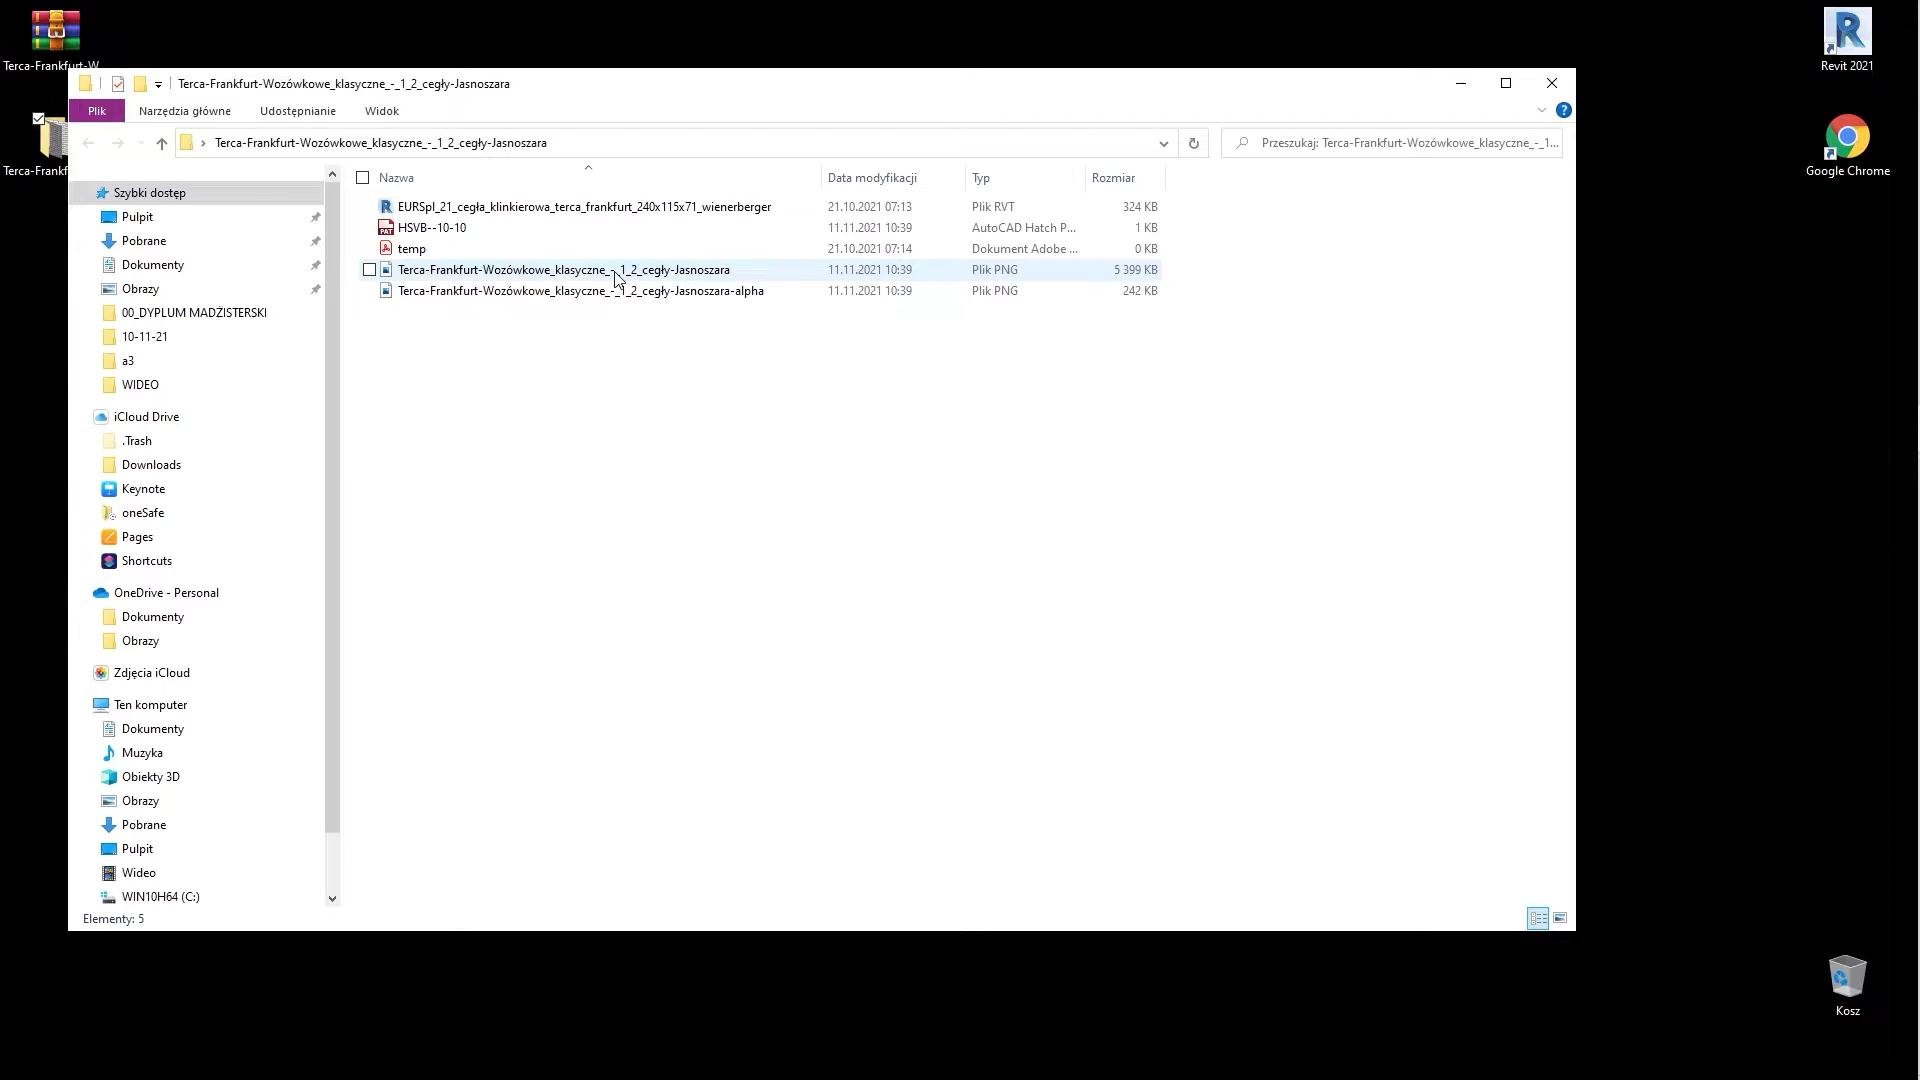 Terca-Frankfurt-W
Revit 2021
Terca-Frankfurt-Wozówkowe_klasyczne_-_1_2_cegły-Jasnoszara
Plik Narzędzia główne Udostępnianie Widok
Google Chrome
Terca-Frankf
Terca-Frankfurt-Wozówkowe_klasyczne_-_1_2_cegły-Jasnoszara
Przeszukaj: Terca-Frankfurt-Wozówkowe_klasyczne_-_1...
Nazwa Data modyfikacji Typ Rozmiar
EURSpl_21_cegła_klinkierowa_terca_frankfurt_240x115x71_wienerberger 21.10.2021 07:13 Plik RVT 324 KB
HSVB--10-10 11.11.2021 10:39 AutoCAD Hatch P... 1 KB
temp 21.10.2021 07:14 Dokument Adobe ... 0 KB
Terca-Frankfurt-Wozówkowe_klasyczne_-_1_2_cegły-Jasnoszara 11.11.2021 10:39 Plik PNG 5 399 KB
Terca-Frankfurt-Wozówkowe_klasyczne_-_1_2_cegły-Jasnoszara-alpha 11.11.2021 10:39 Plik PNG 242 KB
Szybki dostęp
Pulpit
Pobrane
Dokumenty
Obrazy
00_DYPLUM MADŻISTERSKI
10-11-21
a3
WIDEO
iCloud Drive
.Trash
Downloads
Keynote
oneSafe
Pages
Shortcuts
OneDrive - Personal
Dokumenty
Obrazy
Zdjęcia iCloud
Ten komputer
Dokumenty
Muzyka
Obiekty 3D
Obrazy
Pobrane
Pulpit
Wideo
WIN10H64 (C:)
Elementy: 5
Kosz